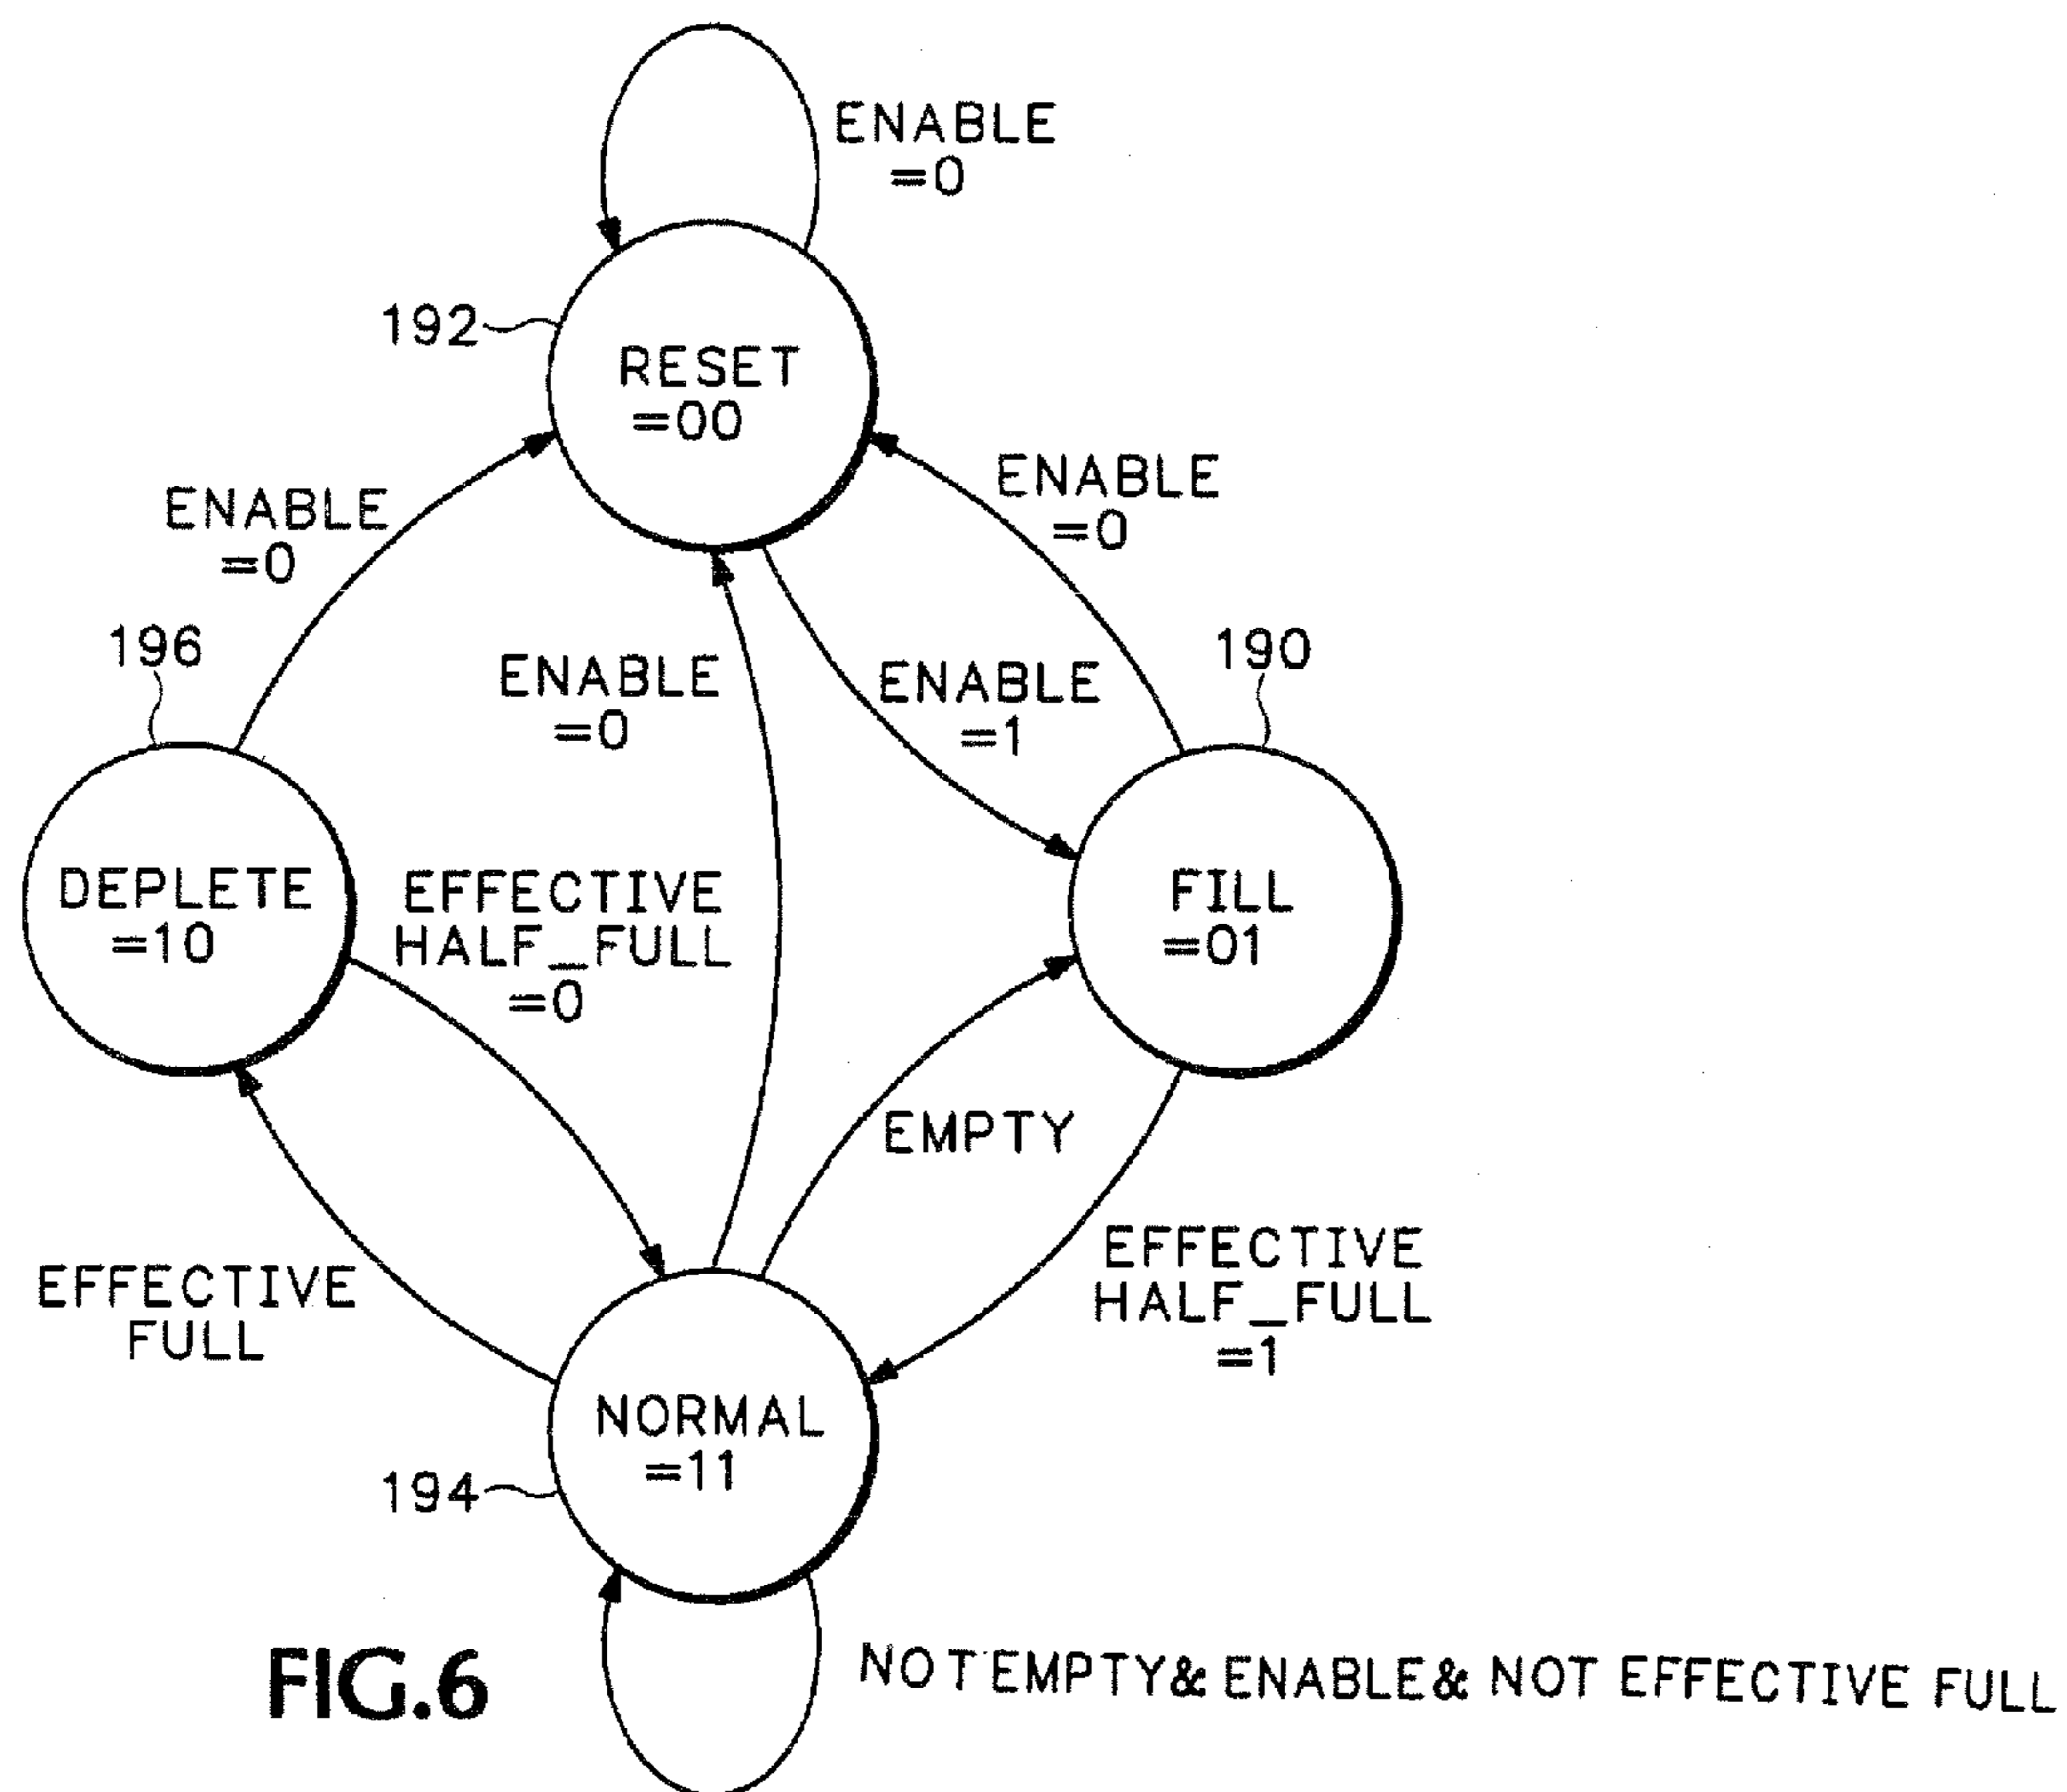 ENABLE
=0
192
RESET
=00
ENABLE
=0
ENABLE
=0
196
ENABLE
=0
ENABLE
=1
190
DEPLETE
=10
EFFECTIVE
HALF_FULL
=0
FILL
=01
EMPTY
EFFECTIVE
FULL
EFFECTIVE
HALF_FULL
=1
NORMAL
=11
194
FIG.6
NOT EMPTY & ENABLE & NOT EFFECTIVE FULL